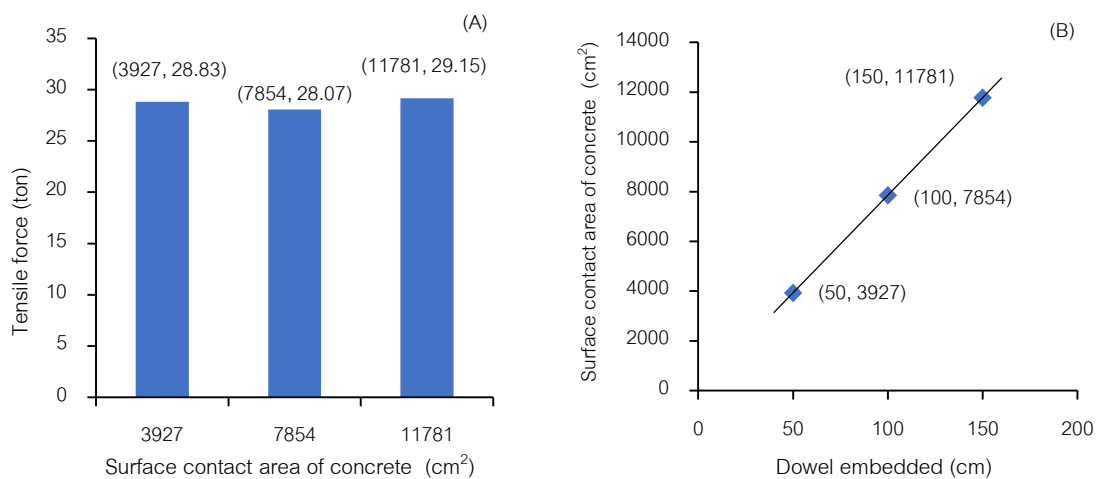 (A)
Tensile force (ton)
35
30
25
20
15
10
5
0
(3927, 28.83)
(7854, 28.07)
(11781, 29.15)
3927 7854 11781
Surface contact area of concrete (cm²)
(B)
Surface contact area of concrete (cm²)
14000
12000
10000
8000
6000
4000
2000
0
(150, 11781)
(100, 7854)
(50, 3927)
0 50 100 150 200
Dowel embedded (cm)